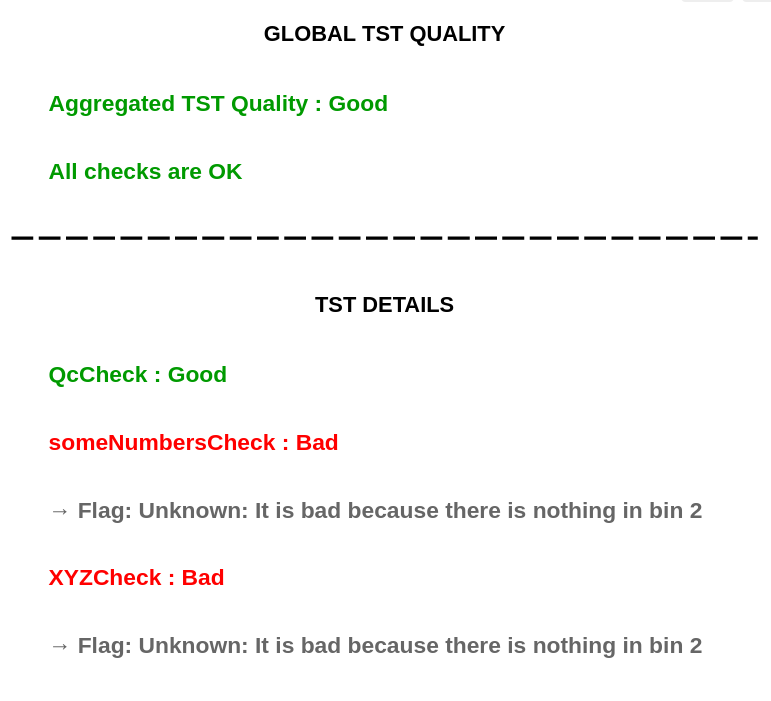 GLOBAL TST QUALITY
Aggregated TST Quality : Good
All checks are OK
TST DETAILS
QcCheck : Good
someNumbersCheck : Bad
→ Flag: Unknown: It is bad because there is nothing in bin 2
XYZCheck : Bad
→ Flag: Unknown: It is bad because there is nothing in bin 2